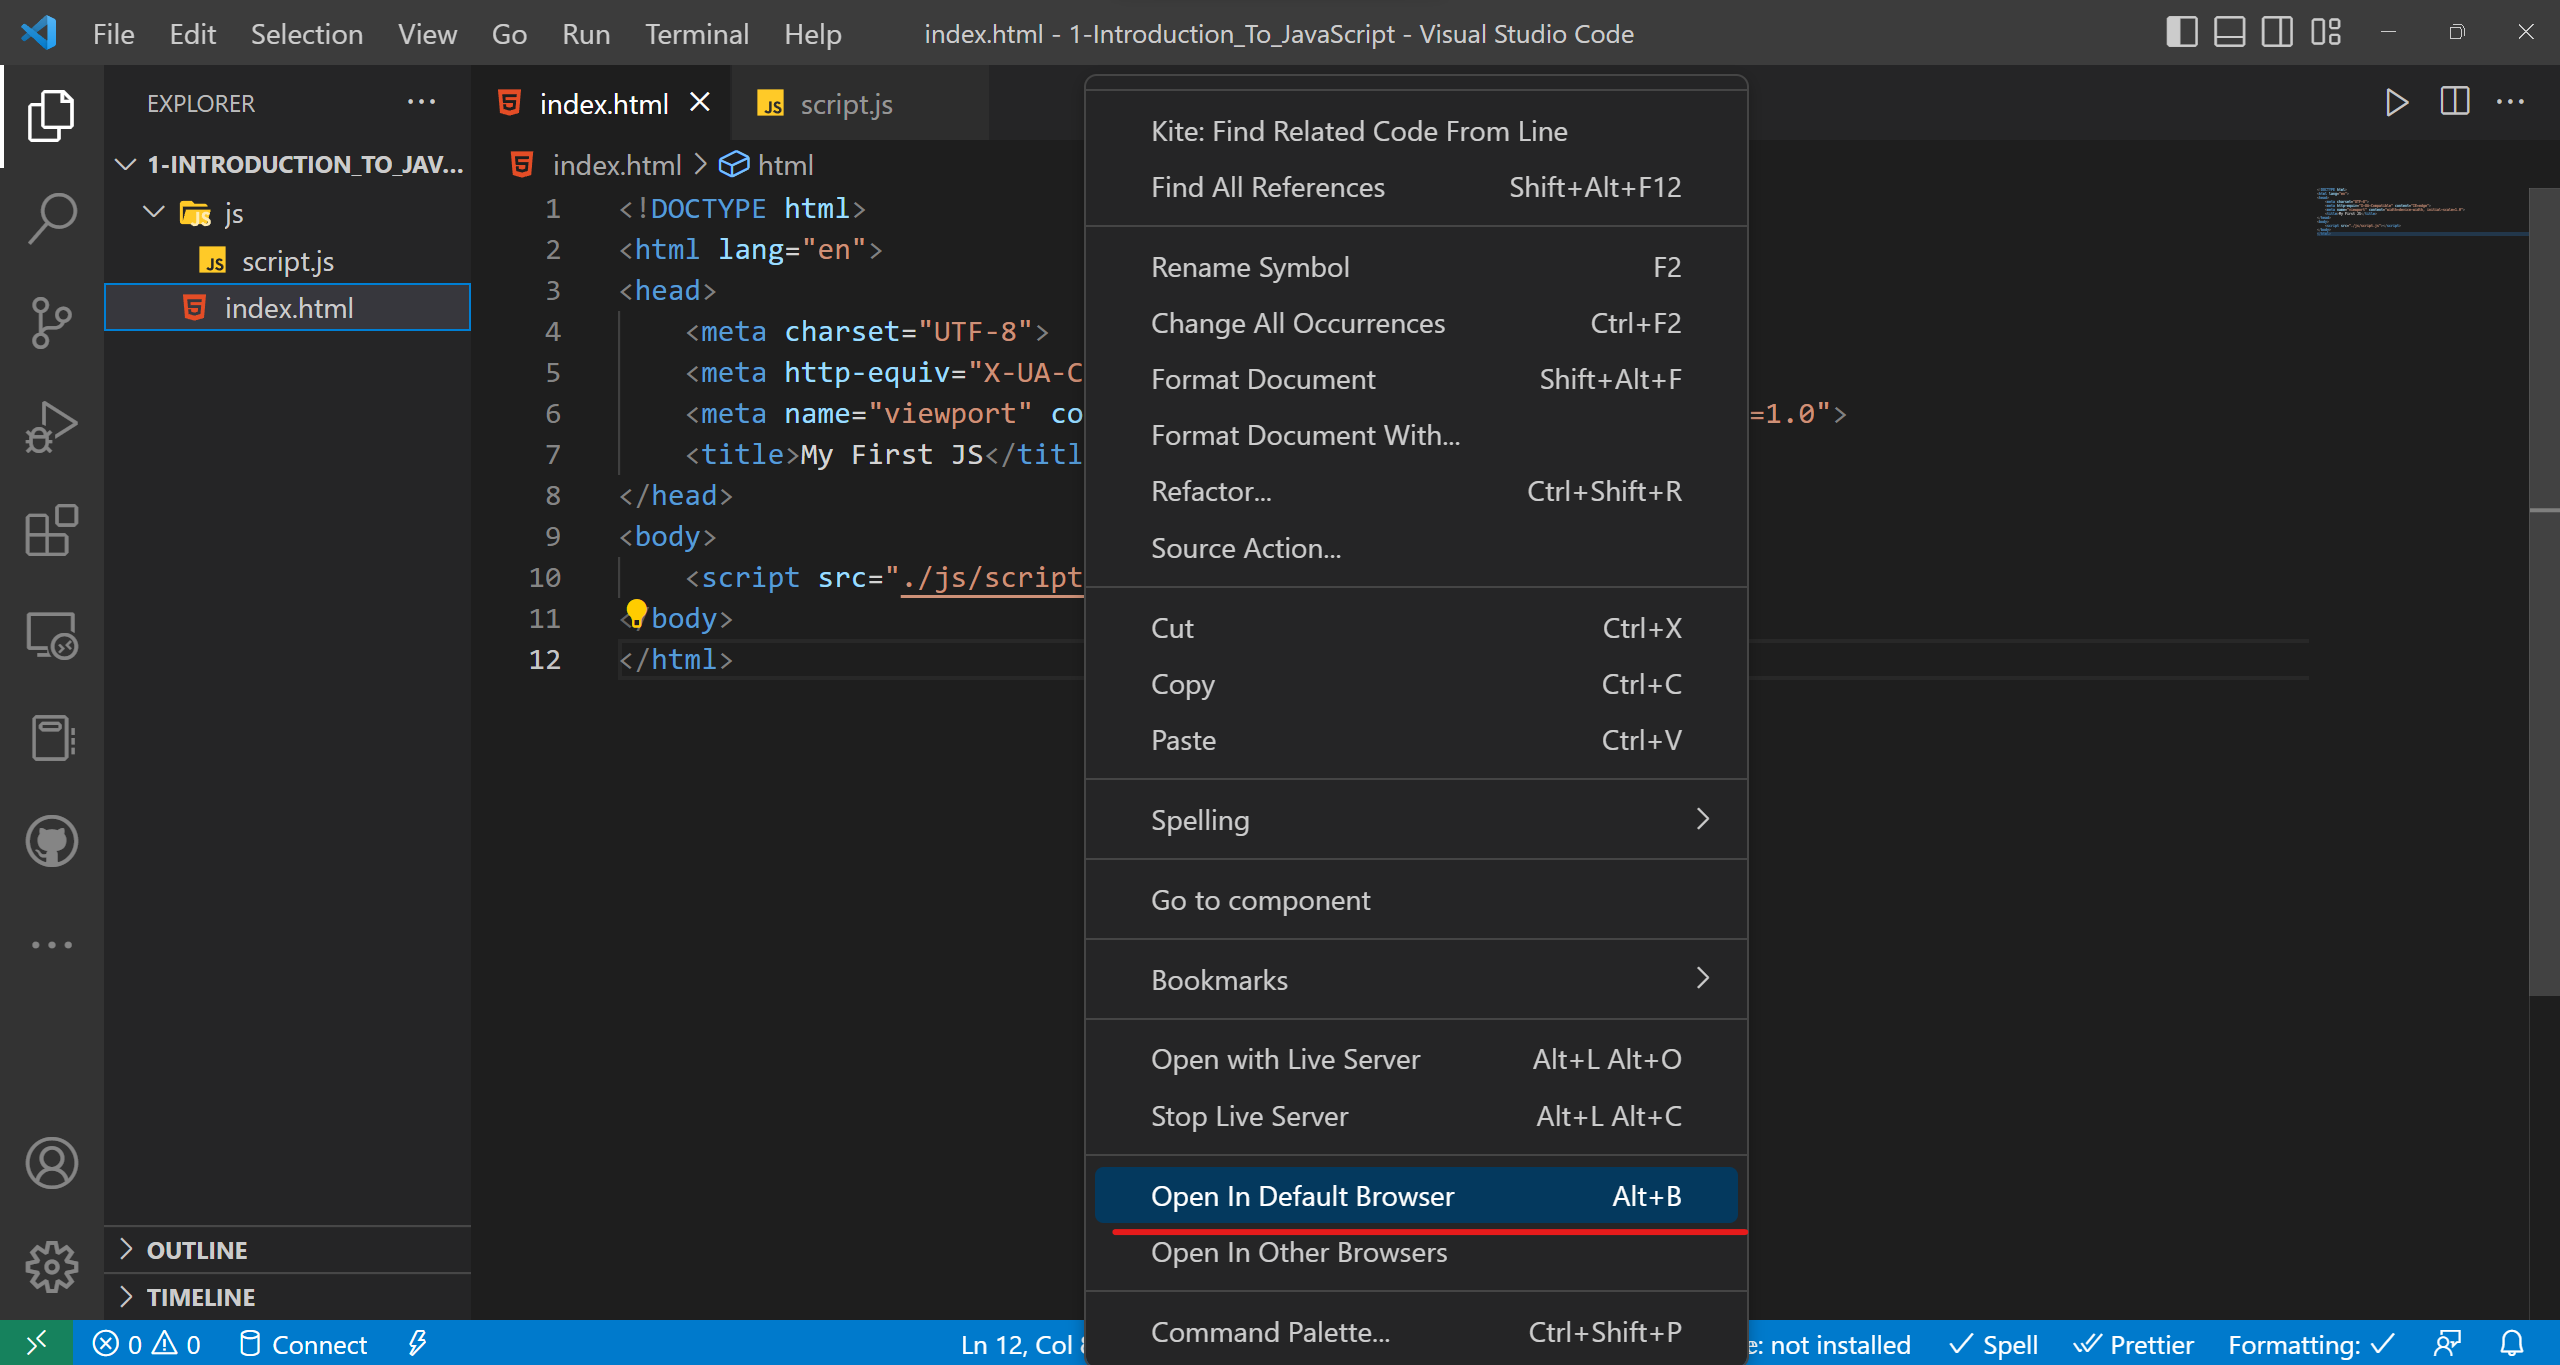 File Edit Selection View Go Run Terminal Help
index.html - 1-Introduction_To_JavaScript - Visual Studio Code
EXPLORER
1-INTRODUCTION_TO_JAV...
js
script.js
index.html
OUTLINE
TIMELINE
index.html
script.js
index.html > html
1 <!DOCTYPE html>
2 <html lang="en">
3 <head>
4 <meta charset="UTF-8">
5 <meta http-equiv="X-UA-C
6 <meta name="viewport" co =1.0">
7 <title>My First JS</titl
8 </head>
9 <body>
10 <script src="./js/script
11 </body>
12 </html>
Kite: Find Related Code From Line
Find All References Shift+Alt+F12
Rename Symbol F2
Change All Occurrences Ctrl+F2
Format Document Shift+Alt+F
Format Document With...
Refactor... Ctrl+Shift+R
Source Action...
Cut Ctrl+X
Copy Ctrl+C
Paste Ctrl+V
Spelling
Go to component
Bookmarks
Open with Live Server Alt+L Alt+O
Stop Live Server Alt+L Alt+C
Open In Default Browser Alt+B
Open In Other Browsers
Command Palette... Ctrl+Shift+P
0 0 Connect Ln 12, Col e: not installed Spell Prettier Formatting: